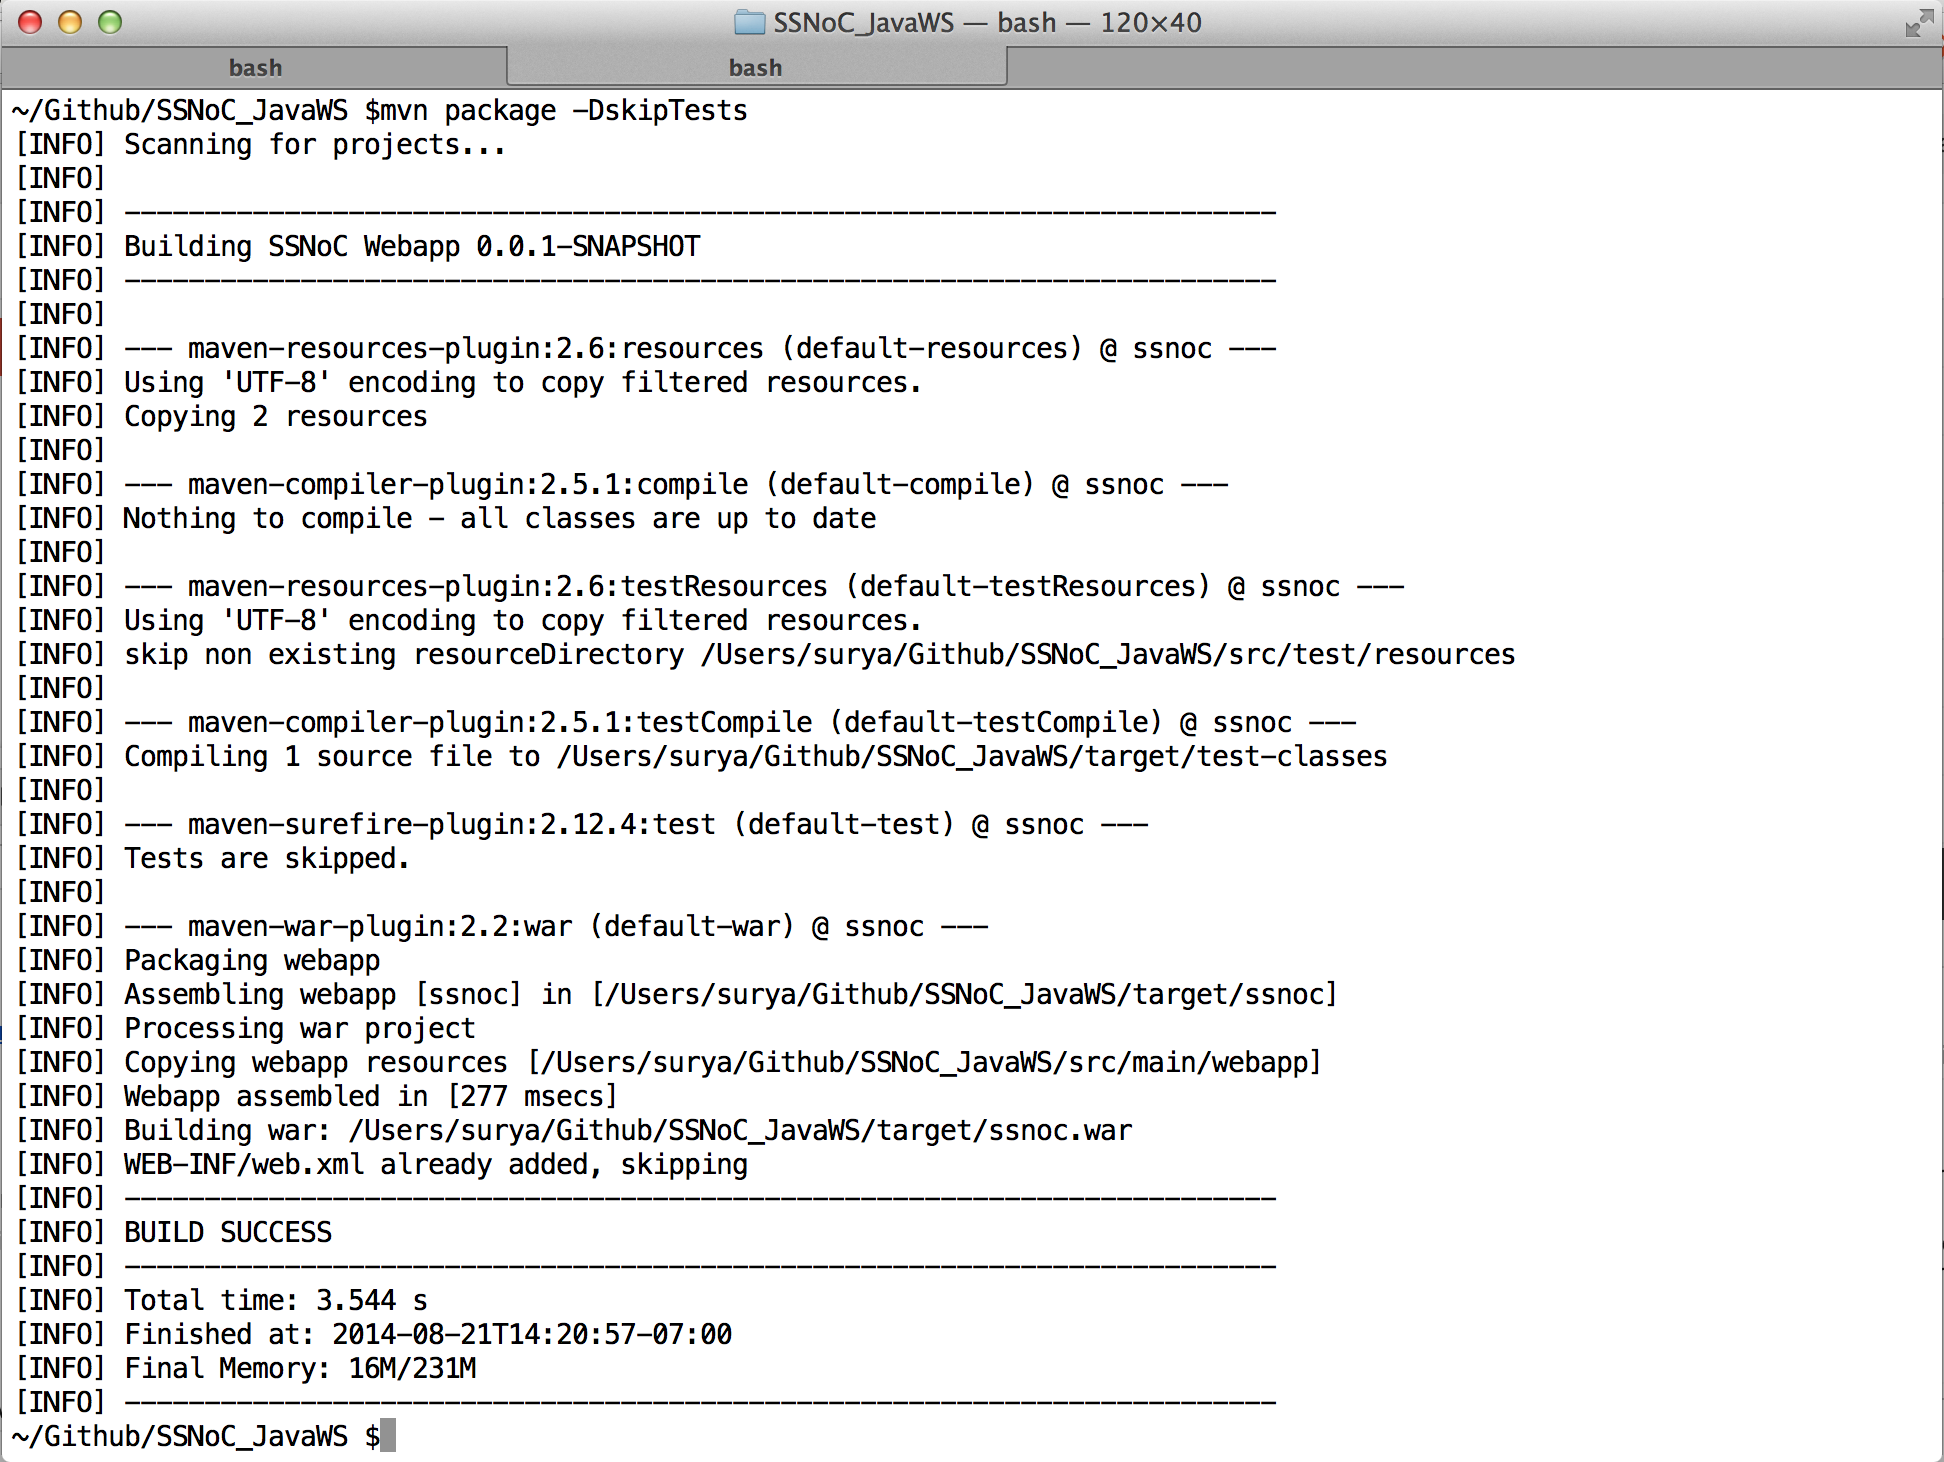 SSNoC_JavaWS — bash — 120×40
bash bash
~/Github/SSNoC_JavaWS $mvn package -DskipTests
[INFO] Scanning for projects...
[INFO]
[INFO] ------------------------------------------------------------------------
[INFO] Building SSNoC Webapp 0.0.1-SNAPSHOT
[INFO] ------------------------------------------------------------------------
[INFO]
[INFO] --- maven-resources-plugin:2.6:resources (default-resources) @ ssnoc ---
[INFO] Using 'UTF-8' encoding to copy filtered resources.
[INFO] Copying 2 resources
[INFO]
[INFO] --- maven-compiler-plugin:2.5.1:compile (default-compile) @ ssnoc ---
[INFO] Nothing to compile - all classes are up to date
[INFO]
[INFO] --- maven-resources-plugin:2.6:testResources (default-testResources) @ ssnoc ---
[INFO] Using 'UTF-8' encoding to copy filtered resources.
[INFO] skip non existing resourceDirectory /Users/surya/Github/SSNoC_JavaWS/src/test/resources
[INFO]
[INFO] --- maven-compiler-plugin:2.5.1:testCompile (default-testCompile) @ ssnoc ---
[INFO] Compiling 1 source file to /Users/surya/Github/SSNoC_JavaWS/target/test-classes
[INFO]
[INFO] --- maven-surefire-plugin:2.12.4:test (default-test) @ ssnoc ---
[INFO] Tests are skipped.
[INFO]
[INFO] --- maven-war-plugin:2.2:war (default-war) @ ssnoc ---
[INFO] Packaging webapp
[INFO] Assembling webapp [ssnoc] in [/Users/surya/Github/SSNoC_JavaWS/target/ssnoc]
[INFO] Processing war project
[INFO] Copying webapp resources [/Users/surya/Github/SSNoC_JavaWS/src/main/webapp]
[INFO] Webapp assembled in [277 msecs]
[INFO] Building war: /Users/surya/Github/SSNoC_JavaWS/target/ssnoc.war
[INFO] WEB-INF/web.xml already added, skipping
[INFO] ------------------------------------------------------------------------
[INFO] BUILD SUCCESS
[INFO] ------------------------------------------------------------------------
[INFO] Total time: 3.544 s
[INFO] Finished at: 2014-08-21T14:20:57-07:00
[INFO] Final Memory: 16M/231M
[INFO] ------------------------------------------------------------------------
~/Github/SSNoC_JavaWS $